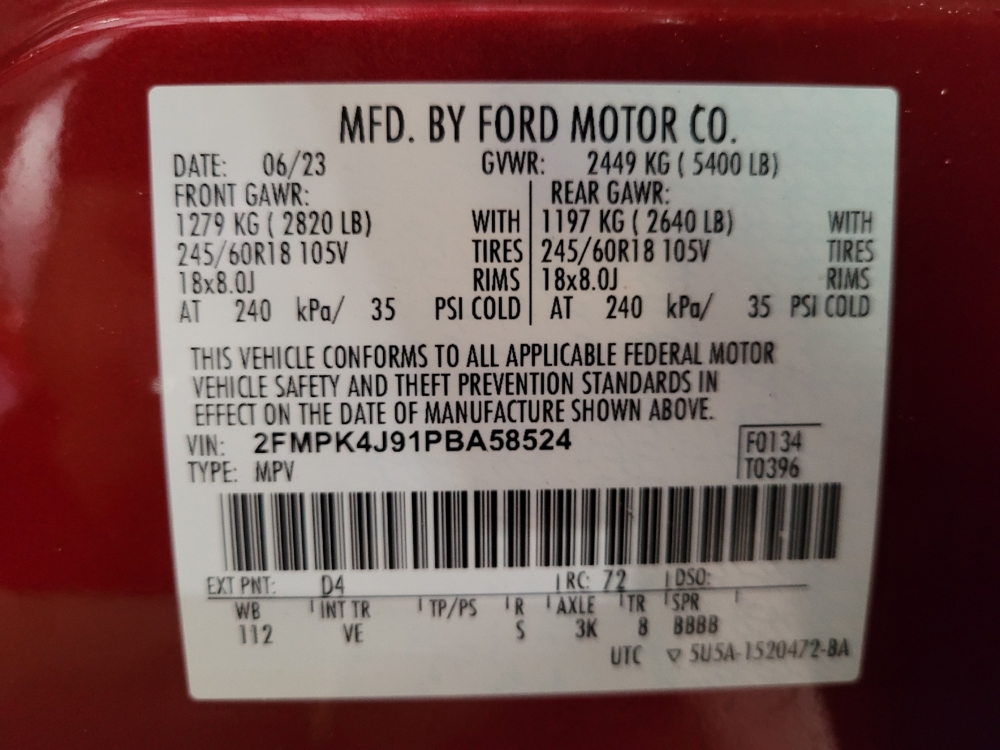 MFD. BY FORD MOTOR CO.
DATE: 06/23 GVWR: 2449 KG ( 5400 LB)
FRONT GAWR: REAR GAWR:
1279 KG ( 2820 LB) WITH 1197 KG ( 2640 LB) WITH
245/60R18 105V TIRES 245/60R18 105V TIRES
18x8.0J RIMS 18x8.0J RIMS
AT 240 kPa/ 35 PSI COLD AT 240 kPa/ 35 PSI COLD
THIS VEHICLE CONFORMS TO ALL APPLICABLE FEDERAL MOTOR
VEHICLE SAFETY AND THEFT PREVENTION STANDARDS IN
EFFECT ON THE DATE OF MANUFACTURE SHOWN ABOVE.
VIN: 2FMPK4J91PBA58524 F0134
TYPE: MPV T0396
EXT PNT: D4 RC: 72 DSO:
WB INT TR TP/PS R AXLE TR SPR
112 VE S 3K 8 BBBB
UTC ▽ 5U5A-1520472-BA